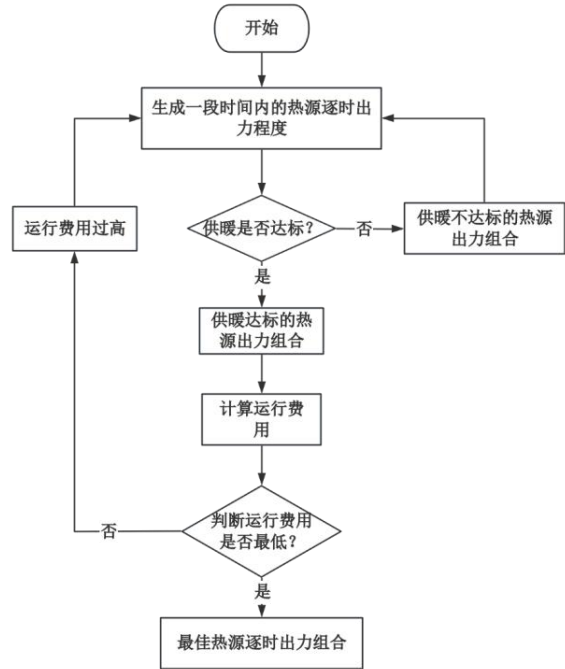 开始
生成一段时间内的热源逐时出
力程度
运行费用过高
供暖是否达标？
否
供暖不达标的热源
出力组合
是
供暖达标的热
源出力组合
计算运行费
用
判断运行费用
是否最低？
否
是
最佳热源逐时出力组合